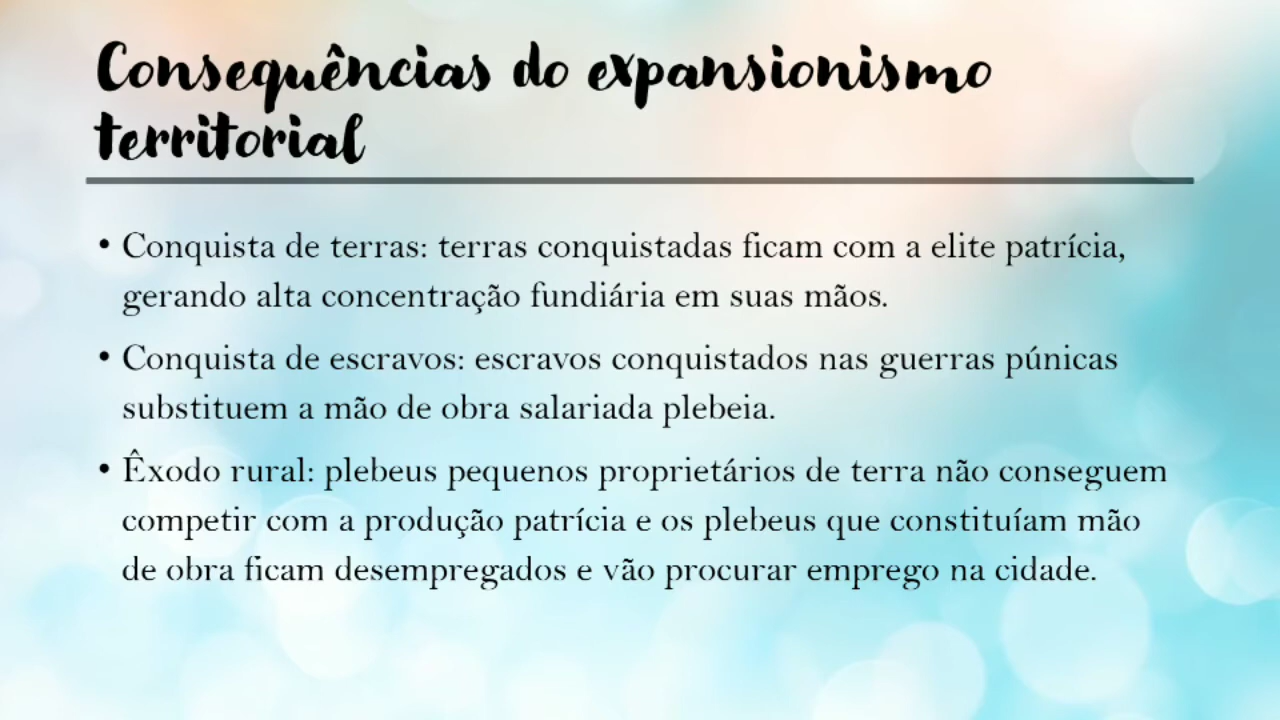 Consequências do expansionismo
territorial
• Conquista de terras: terras conquistadas ficam com a elite patrícia,
gerando alta concentração fundiária em suas mãos.
• Conquista de escravos: escravos conquistados nas guerras púnicas
substituem a mão de obra salariada plebeia.
• Êxodo rural: plebeus pequenos proprietários de terra não conseguem
competir com a produção patrícia e os plebeus que constituíam mão
de obra ficam desempregados e vão procurar emprego na cidade.